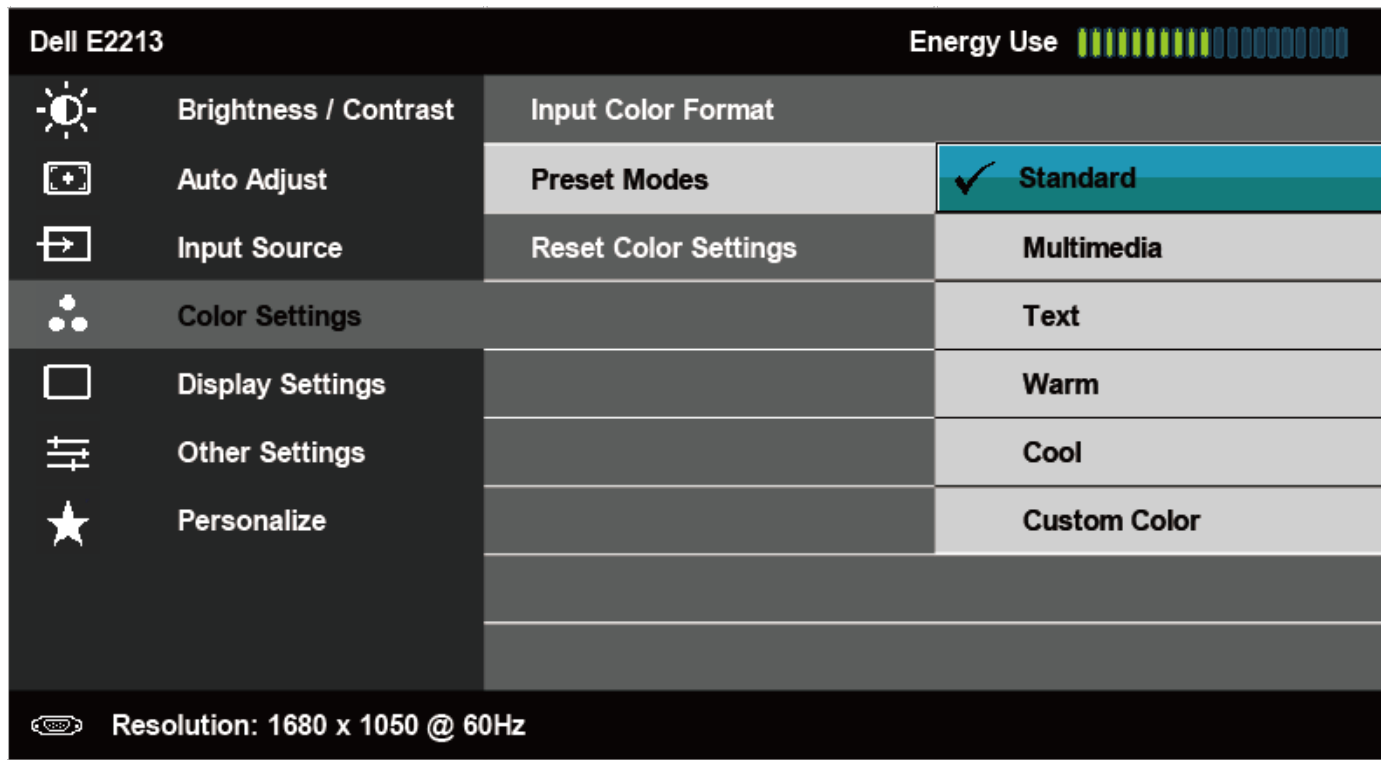 Dell E2213 Energy Use
Brightness / Contrast Input Color Format
Auto Adjust Preset Modes Standard
Input Source Reset Color Settings Multimedia
Color Settings Text
Display Settings Warm
Other Settings Cool
Personalize Custom Color
Resolution: 1680 x 1050 @ 60Hz